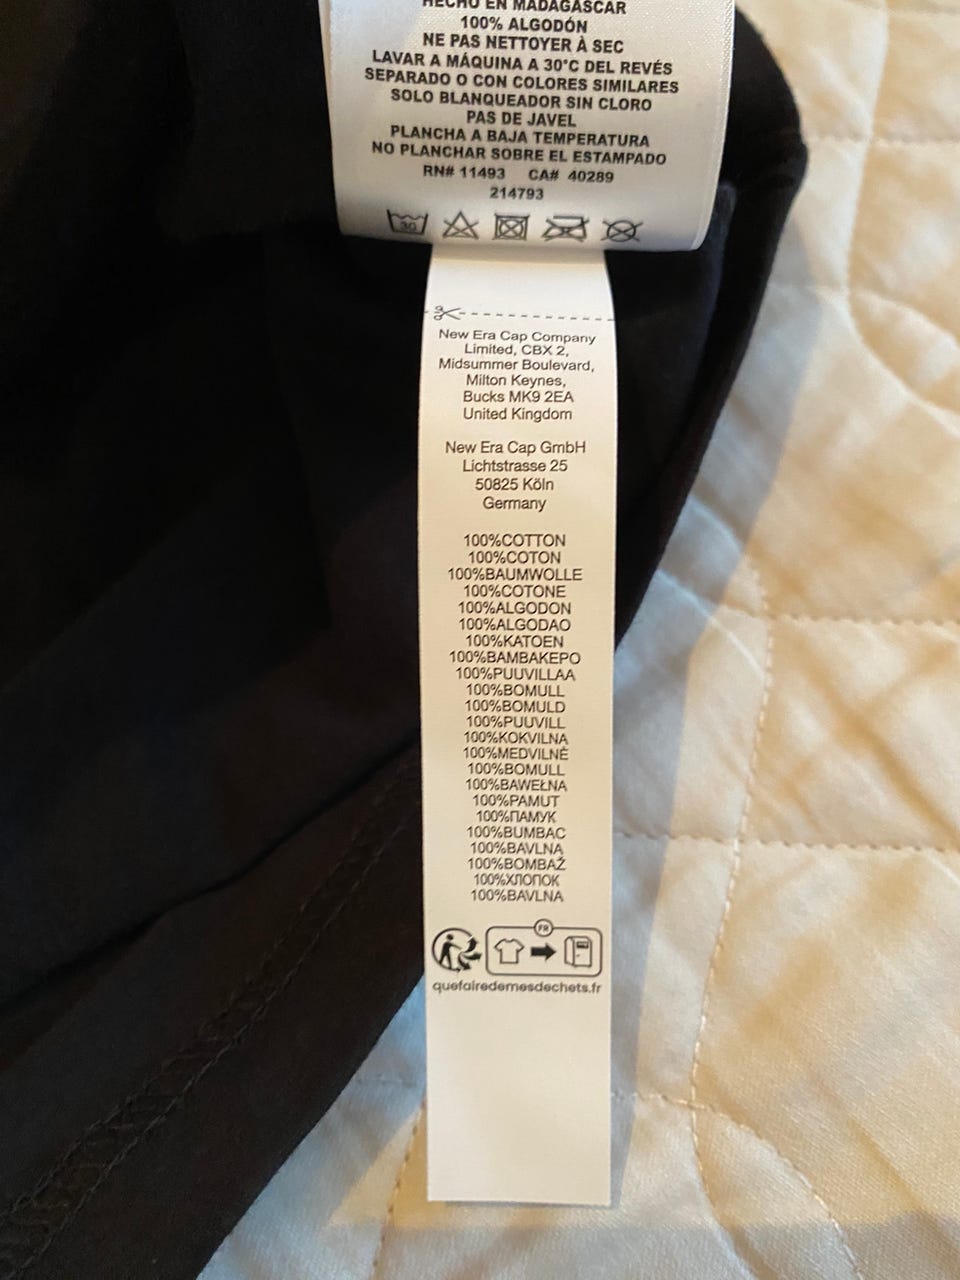 HECHO EN MADAGASCAR
100% ALGODÓN
NE PAS NETTOYER À SEC
LAVAR A MÁQUINA A 30°C DEL REVÉS
SEPARADO O CON COLORES SIMILARES
SOLO BLANQUEADOR SIN CLORO
PAS DE JAVEL
PLANCHA A BAJA TEMPERATURA
NO PLANCHAR SOBRE EL ESTAMPADO
RN# 11493 CA# 40289
214793
30
New Era Cap Company
Limited, CBX 2,
Midsummer Boulevard,
Milton Keynes,
Bucks MK9 2EA
United Kingdom
New Era Cap GmbH
Lichtstrasse 25
50825 Köln
Germany
100%COTTON
100%COTON
100%BAUMWOLLE
100%COTONE
100%ALGODON
100%ALGODAO
100%KATOEN
100%BAMBAKEPO
100%PUUVILLAA
100%BOMULL
100%BOMULD
100%PUUVILL
100%KOKVILNA
100%MEDVILNĖ
100%BOMULL
100%BAWEŁNA
100%PAMUT
100%ПАМУК
100%BUMBAC
100%BAVLNA
100%BOMBAŽ
100%ХЛОПОК
100%BAVLNA
FR
quefairedemesdechets.fr